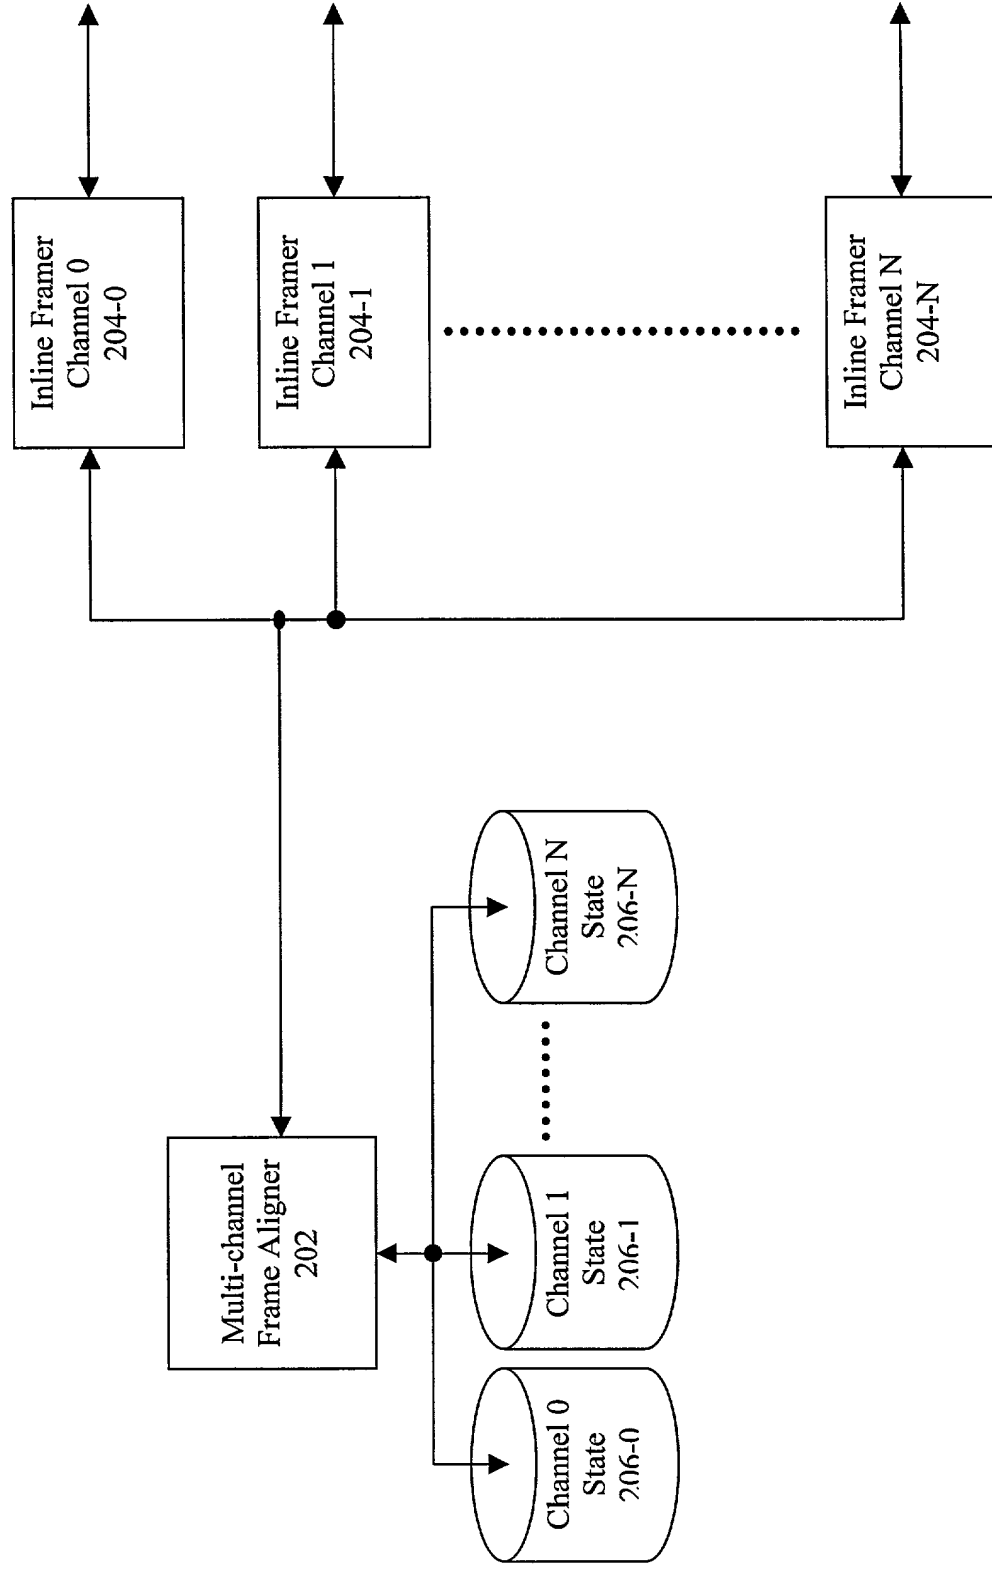 Multi-channel
Frame Aligner
202
Channel 0
State
206-0
Channel 1
State
206-1
Channel N
State
206-N
Inline Framer
Channel 0
204-0
Inline Framer
Channel 1
204-1
Inline Framer
Channel N
204-N